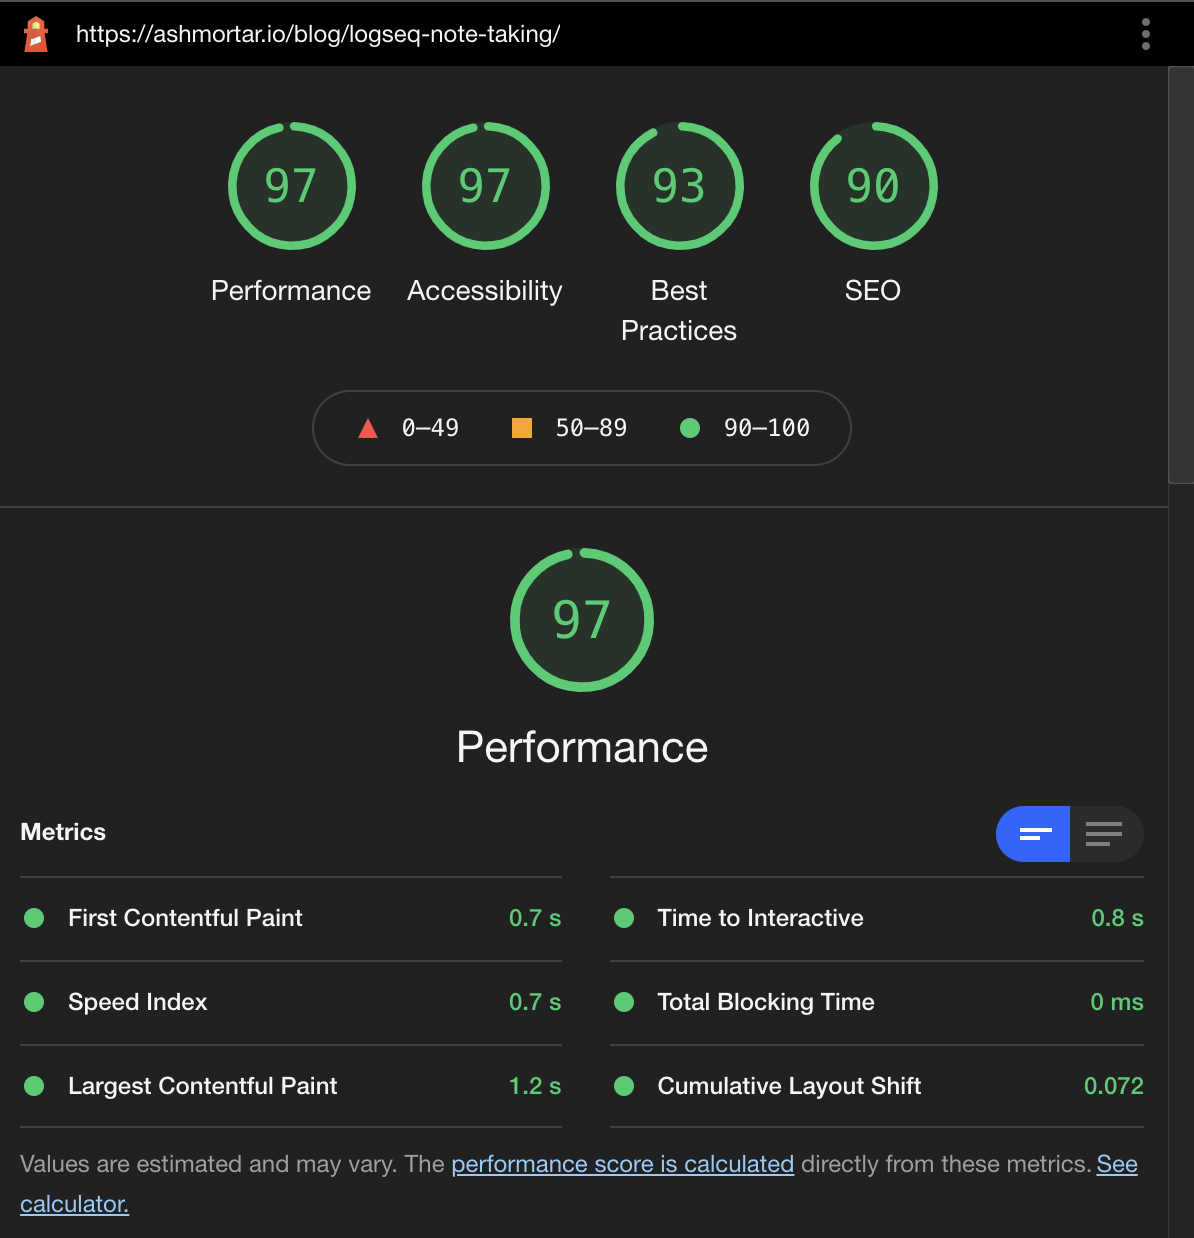 https://ashmortar.io/blog/logseq-note-taking/
97 97 93 90
Performance Accessibility Best Practices SEO
0–49 50–89 90–100
97
Performance
Metrics
First Contentful Paint 0.7 s
Time to Interactive 0.8 s
Speed Index 0.7 s
Total Blocking Time 0 ms
Largest Contentful Paint 1.2 s
Cumulative Layout Shift 0.072
Values are estimated and may vary. The performance score is calculated directly from these metrics. See
calculator.